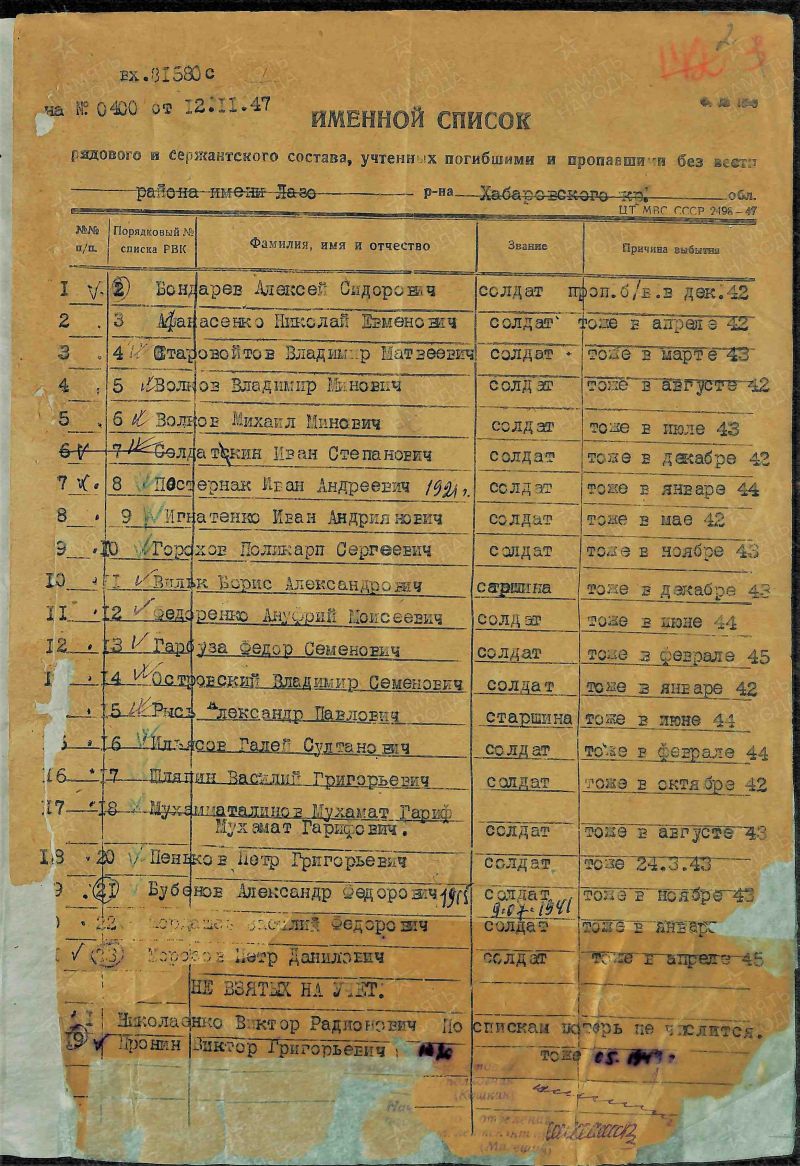 2
вх.81580с
на № 0400 от 12.11.47
ИМЕННОЙ СПИСОК
рядового и сержантского состава, учтенных погибшими и пропавшими без вести
района имени Лазо р-на Хабаровского кр. обл.
ЦТ МВС СССР 2498-47
№№ п/п. Порядковый № списка РВК Фамилия, имя и отчество Звание Причина выбытия
1 2 Бондарев Алексей Сидорович солдат проп.б/в.в дек.42
2 3 Афанасенко Николай Евменович солдат тоже в апреле 42
3 4 Старовойтов Владимир Матвеевич солдат тоже в марте 43
4 5 Волков Владимир Минович солдат тоже в августе 42
5 6 Волков Михаил Минович солдат тоже в июле 43
6 7 Солдаткин Иван Степанович солдат тоже в декабре 42
7 8 Постернак Иван Андреевич 1921 г. солдат тоже в январе 44
8 9 Игнатенко Иван Андриянович солдат тоже в мае 42
9 10 Горохов Поликарп Сергеевич солдат тоже в ноябре 43
10 11 Вильк Борис Александрович старшина тоже в декабре 43
11 12 Федоренко Ануфрий Моисеевич солдат тоже в июне 44
12 13 Гарбуза Федор Семенович солдат тоже в феврале 45
14 Островский Владимир Семенович солдат тоже в январе 42
15 Рысь Александр Павлович старшина тоже в июне 44
16 Ильясов Галей Султанович солдат тоже в феврале 44
16 17 Шляпин Василий Григорьевич солдат тоже в октябре 42
17 18 Мухамматалинов Мухамат Гариф
Мухамат Гарифович. солдат тоже в августе 43
18 20 Пеньков Петр Григорьевич солдат тоже 24.3.43
9 21 Бубенов Александр Федорович 1915 солдат тоже в ноябре 43
9.07.1941
22 Василий Федорович солдат тоже в январе
23 Морозов Петр Данилович солдат тоже в апреле 45
НЕ ВЗЯТЫХ НА УЧЕТ:
1 Николаенко Виктор Радионович По спискам потерь не числится.
19 Пронин Виктор Григорьевич тоже 05.1943 г